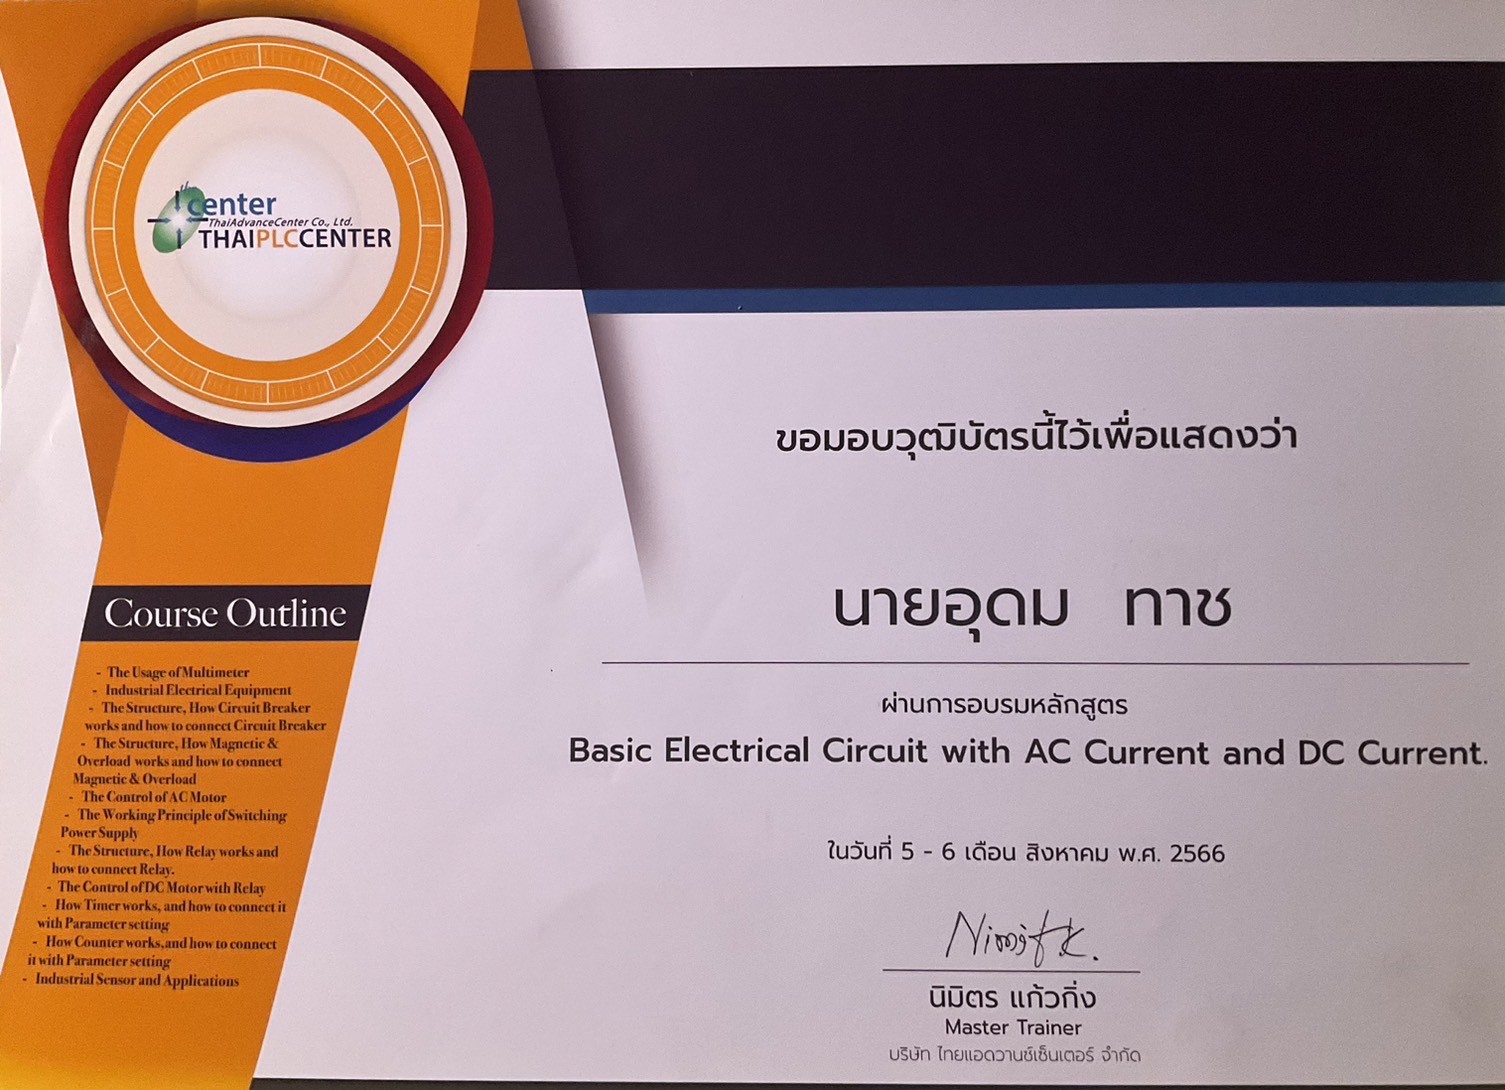 the
center
ThaiAdvanceCenter Co., Ltd.
THAIPLCCENTER
ขอมอบวุฒิบัตรนี้ไว้เพื่อแสดงว่า
นายอุดม ทาช
ผ่านการอบรมหลักสูตร
Basic Electrical Circuit with AC Current and DC Current.
ในวันที่ 5 - 6 เดือน สิงหาคม พ.ศ. 2566
Nimit K.
นิมิตร แก้วกิ่ง
Master Trainer
บริษัท ไทยแอดวานซ์เซ็นเตอร์ จำกัด
Course Outline
- The Usage of Multimeter
- Industrial Electrical Equipment
- The Structure, How Circuit Breaker
works and how to connect Circuit Breaker
- The Structure, How Magnetic &
Overload works and how to connect
Magnetic & Overload
- The Control of AC Motor
- The Working Principle of Switching
Power Supply
- The Structure, How Relay works and
how to connect Relay.
- The Control of DC Motor with Relay
- How Timer works, and how to connect it
with Parameter setting
- How Counter works,and how to connect
it with Parameter setting
- Industrial Sensor and Applications